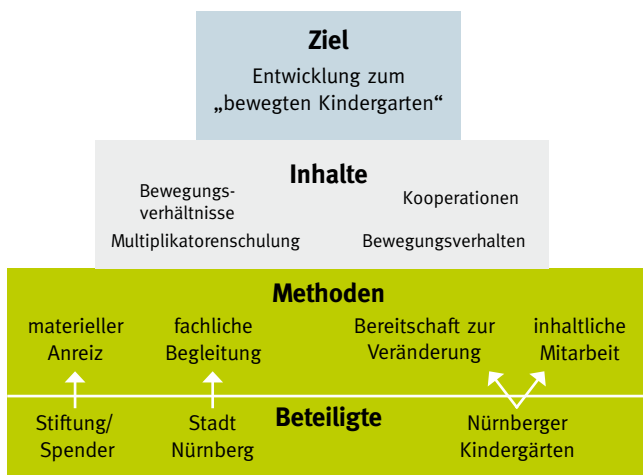 Ziel
Entwicklung zum
„bewegten Kindergarten“
Inhalte
Bewegungs-
verhältnisse
Kooperationen
Multiplikatorenschulung
Bewegungsverhalten
Methoden
materieller
Anreiz
fachliche
Begleitung
Bereitschaft zur
Veränderung
inhaltliche
Mitarbeit
Beteiligte
Stiftung/
Spender
Stadt
Nürnberg
Nürnberger
Kindergärten